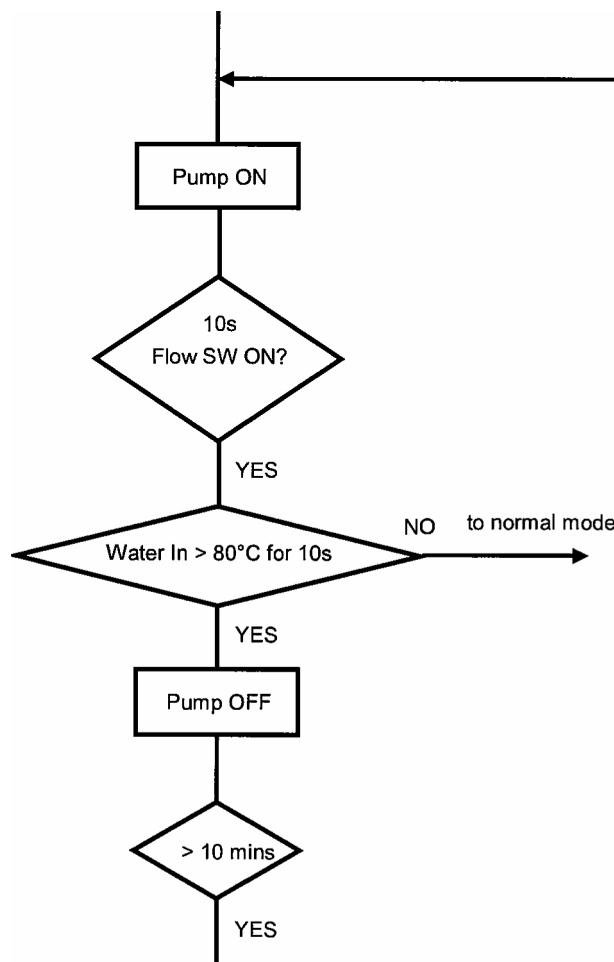 Pump ON
10s
Flow SW ON?
YES
NO to normal mode
Water In > 80°C for 10s
YES
Pump OFF
> 10 mins
YES